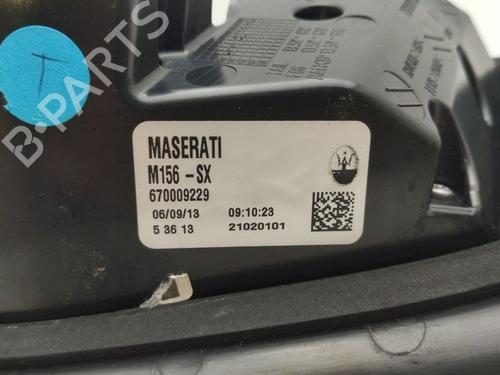 B-PARTS
MASERATI
M156 -SX
670009229
06/09/13 09:10:23
5 36 13 21020101